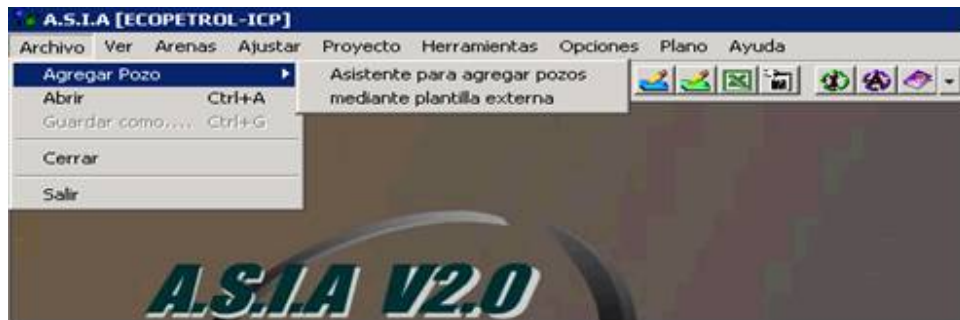 A.S.I.A [ECOPETROL-ICP]
Archivo Ver Arenas Ajustar Proyecto Herramientas Opciones Plano Ayuda
Agregar Pozo
Asistente para agregar pozos
mediante plantilla externa
Abrir Ctrl+A
Guardar como.... Ctrl+G
Cerrar
Salir
A.S.I.A V2.0